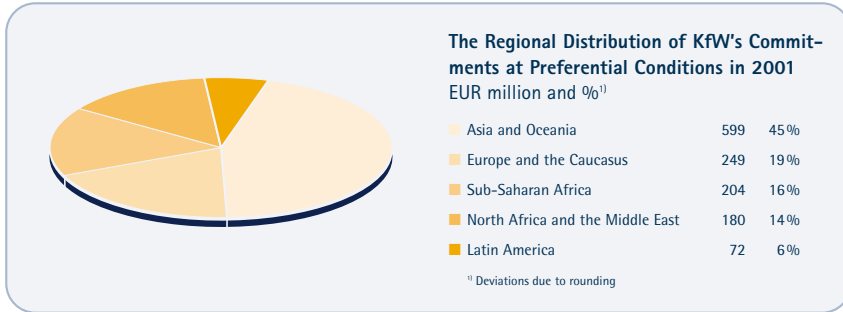 The Regional Distribution of KfW's Commit-
ments at Preferential Conditions in 2001
EUR million and %¹⁾
Asia and Oceania 599 45%
Europe and the Caucasus 249 19%
Sub-Saharan Africa 204 16%
North Africa and the Middle East 180 14%
Latin America 72 6%
¹⁾ Deviations due to rounding